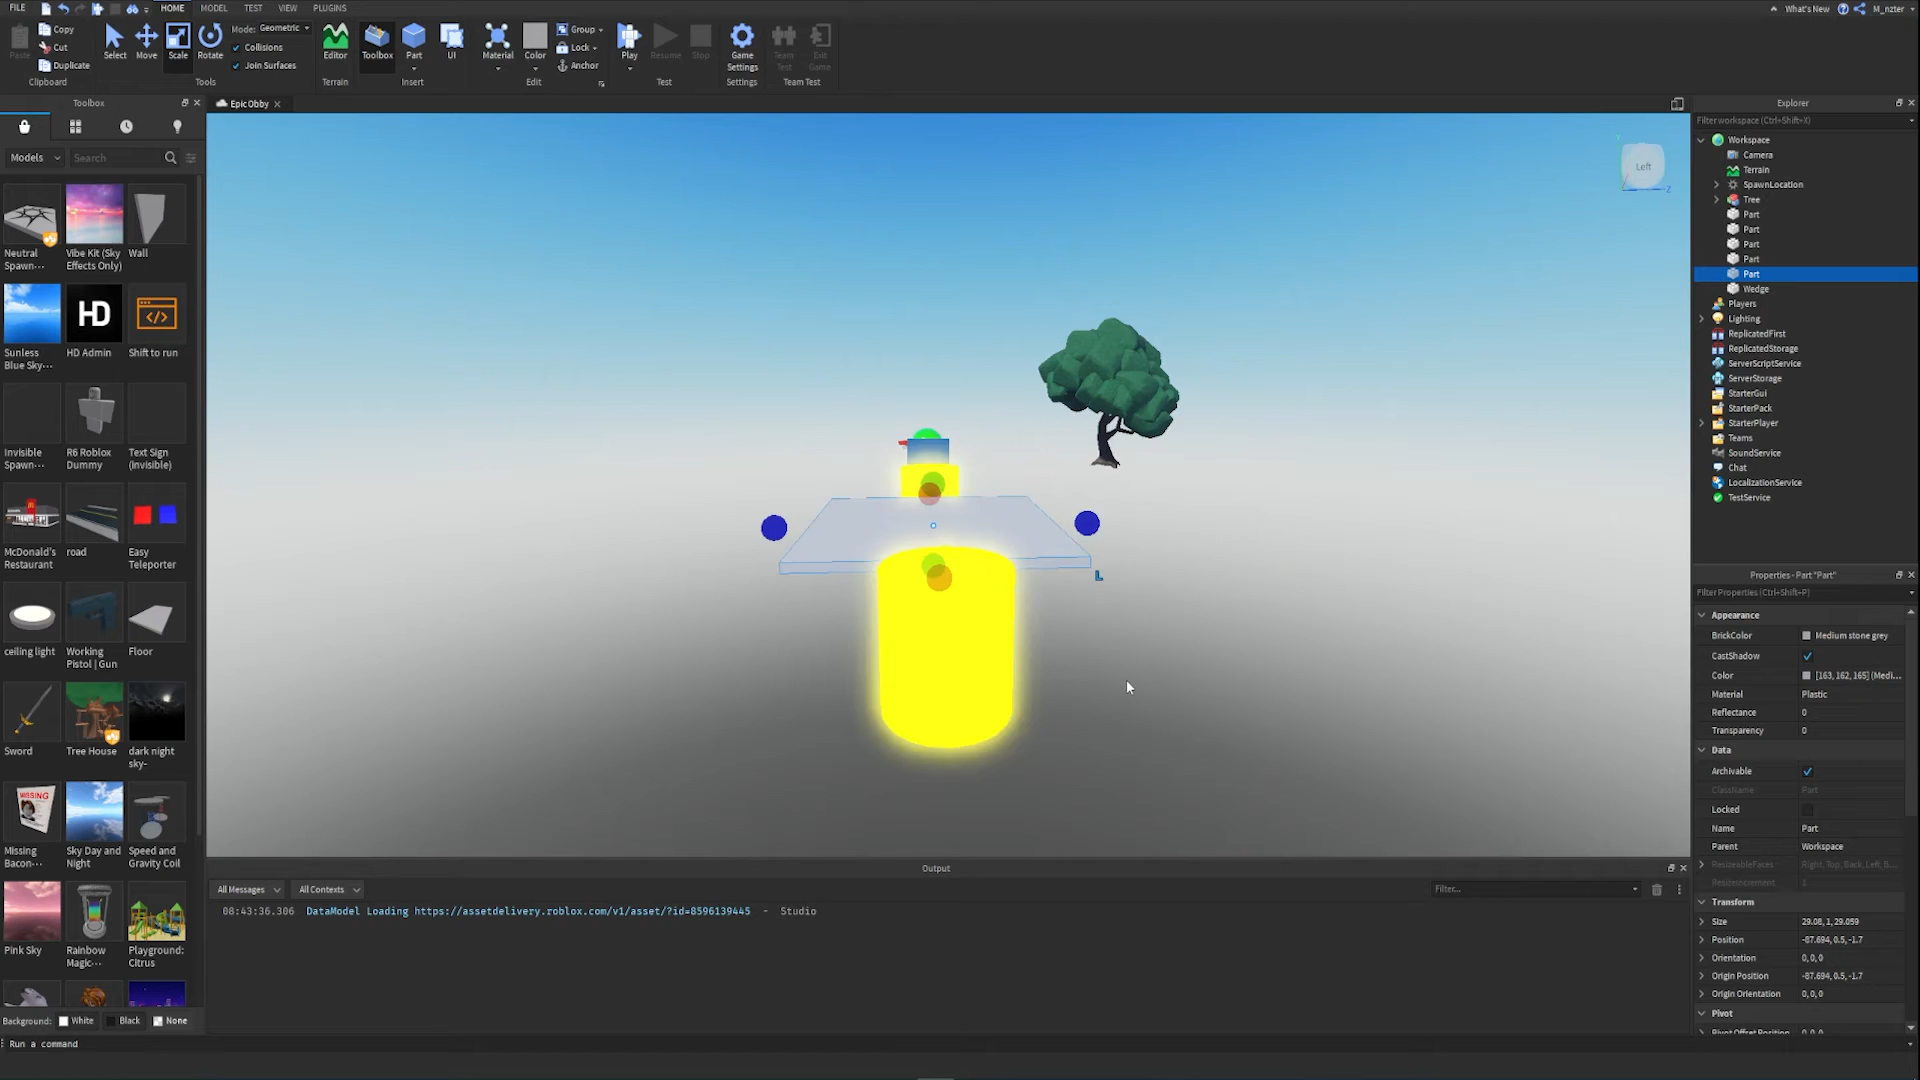 FILE HOME MODEL TEST VIEW PLUGINS What's New M_nzter
Paste Copy Cut Duplicate Clipboard
Select Move Scale Rotate Mode: Geometric Collisions Join Surfaces Tools
Editor Terrain
Toolbox Part UI Insert
Material Color Group Lock Anchor Edit
Play Resume Stop Test
Game Settings Settings
Team Test Exit Game Team Test
Toolbox
Models Search
Neutral Spawn...
Vibe Kit (Sky Effects Only)
Wall
HD
Sunless Blue Sky...
HD Admin
Shift to run
Invisible Spawn...
R6 Roblox Dummy
Text Sign (Invisible)
McDonald's Restaurant
road
Easy Teleporter
ceiling light
Working Pistol | Gun
Floor
Sword
Tree House
dark night sky-
MISSING
Missing Bacon...
Sky Day and Night
Speed and Gravity Coil
Pink Sky
Rainbow Magic...
Playground: Citrus
Background: White Black None
Run a command
EpicObby
Left
Z
L
Output
All Messages All Contexts Filter...
08:43:36.306 DataModel Loading https://assetdelivery.roblox.com/v1/asset/?id=8596139445 - Studio
Explorer
Filter workspace (Ctrl+Shift+X)
Workspace
Camera
Terrain
SpawnLocation
Tree
Part
Part
Part
Part
Part
Wedge
Players
Lighting
ReplicatedFirst
ReplicatedStorage
ServerScriptService
ServerStorage
StarterGui
StarterPack
StarterPlayer
Teams
SoundService
Chat
LocalizationService
TestService
Properties - Part "Part"
Filter Properties (Ctrl+Shift+P)
Appearance
BrickColor Medium stone grey
CastShadow
Color [163, 162, 165] (Medi...
Material Plastic
Reflectance 0
Transparency 0
Data
Archivable
ClassName Part
Locked
Name Part
Parent Workspace
ResizeableFaces Right, Top, Back, Left, B...
ResizeIncrement 1
Transform
Size 29.08, 1, 29.059
Position -87.694, 0.5, -1.7
Orientation 0, 0, 0
Origin Position -87.694, 0.5, -1.7
Origin Orientation 0, 0, 0
Pivot
Pivot Offset Position 0, 0, 0